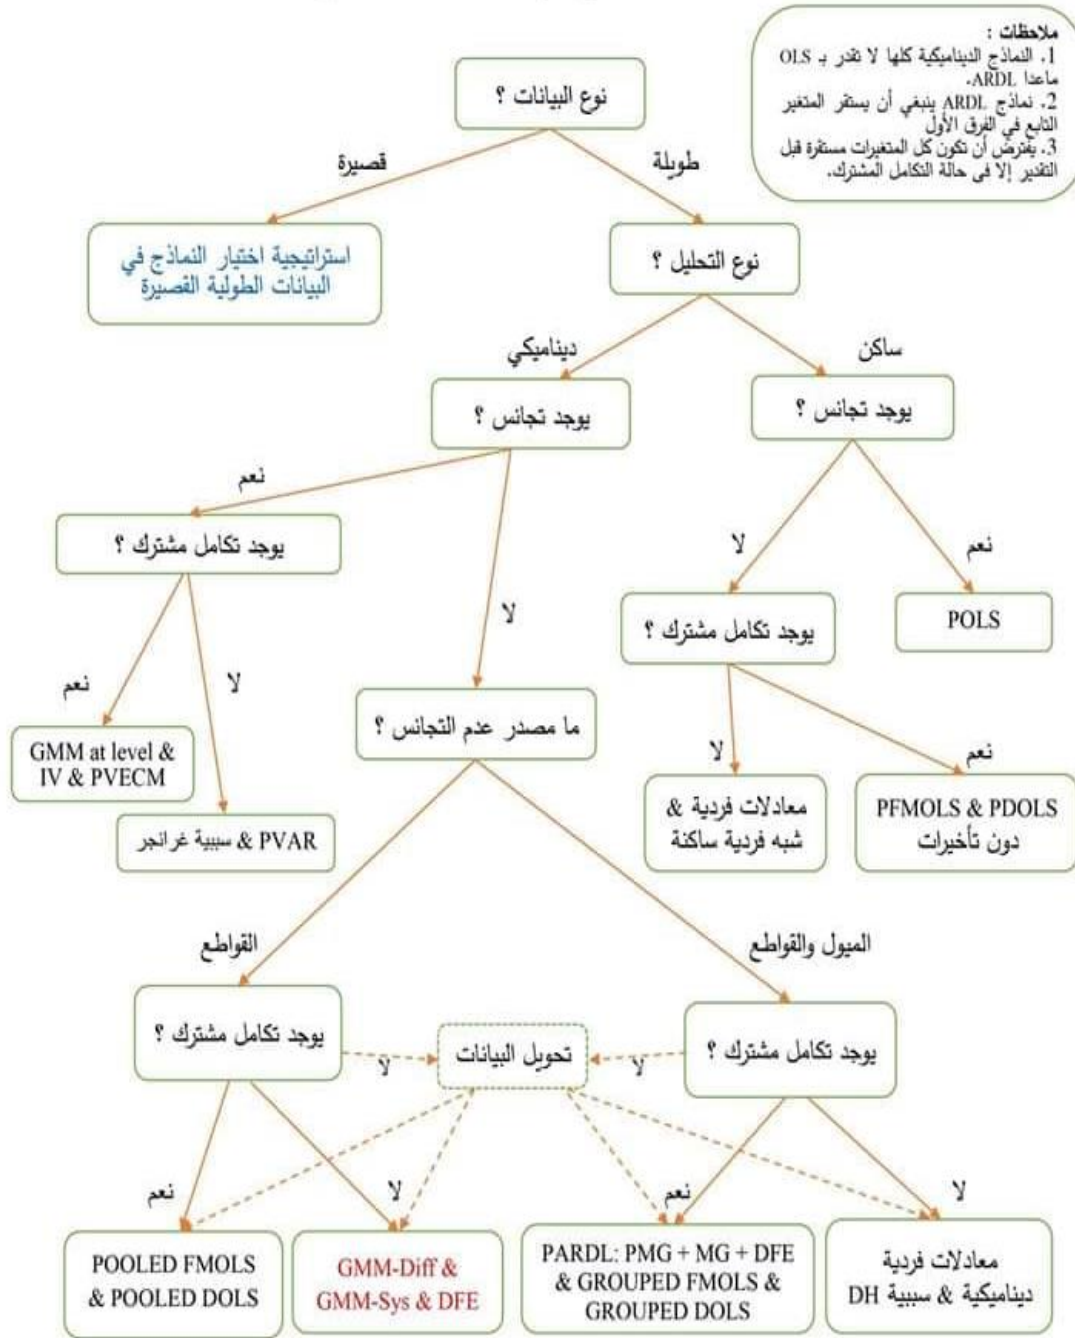 ملاحظات :
1. النماذج الديناميكية كلها لا تقدر بـ OLS
ماعدا ARDL.
2. نماذج ARDL ينبغي أن يستقر المتغير
التابع في الفرق الأول
3. يفترض أن تكون كل المتغيرات مستقرة قبل
التقدير إلا في حالة التكامل المشترك.
نوع البيانات ؟
قصيرة
طويلة
استراتيجية اختيار النماذج في
البيانات الطولية القصيرة
نوع التحليل ؟
ديناميكي
ساكن
يوجد تجانس ؟
يوجد تجانس ؟
نعم
يوجد تكامل مشترك ؟
لا
نعم
لا
يوجد تكامل مشترك ؟
POLS
نعم
لا
ما مصدر عدم التجانس ؟
لا
نعم
GMM at level &
IV & PVECM
سببية غرانجر & PVAR
معادلات فردية &
شبه فردية ساكنة
PFMOLS & PDOLS
دون تأخيرات
القواطع
الميول والقواطع
يوجد تكامل مشترك ؟
لا
تحويل البيانات
لا
يوجد تكامل مشترك ؟
نعم
لا
نعم
لا
POOLED FMOLS
& POOLED DOLS
GMM-Diff &
GMM-Sys & DFE
PARDL: PMG + MG + DFE
& GROUPED FMOLS &
GROUPED DOLS
معادلات فردية
ديناميكية & سببية DH